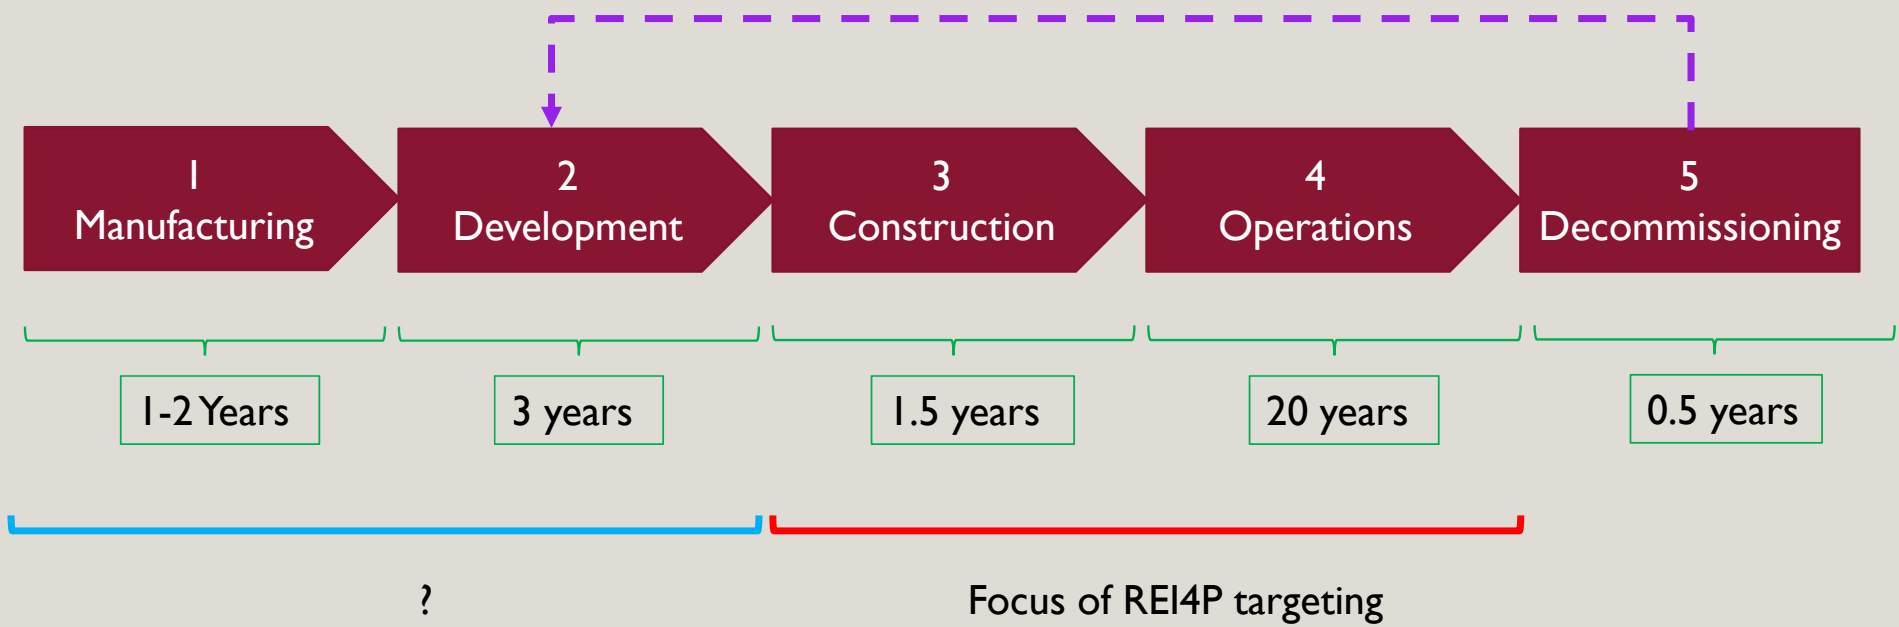 1
Manufacturing
2
Development
3
Construction
4
Operations
5
Decommissioning
1-2 Years
3 years
1.5 years
20 years
0.5 years
?
Focus of REI4P targeting